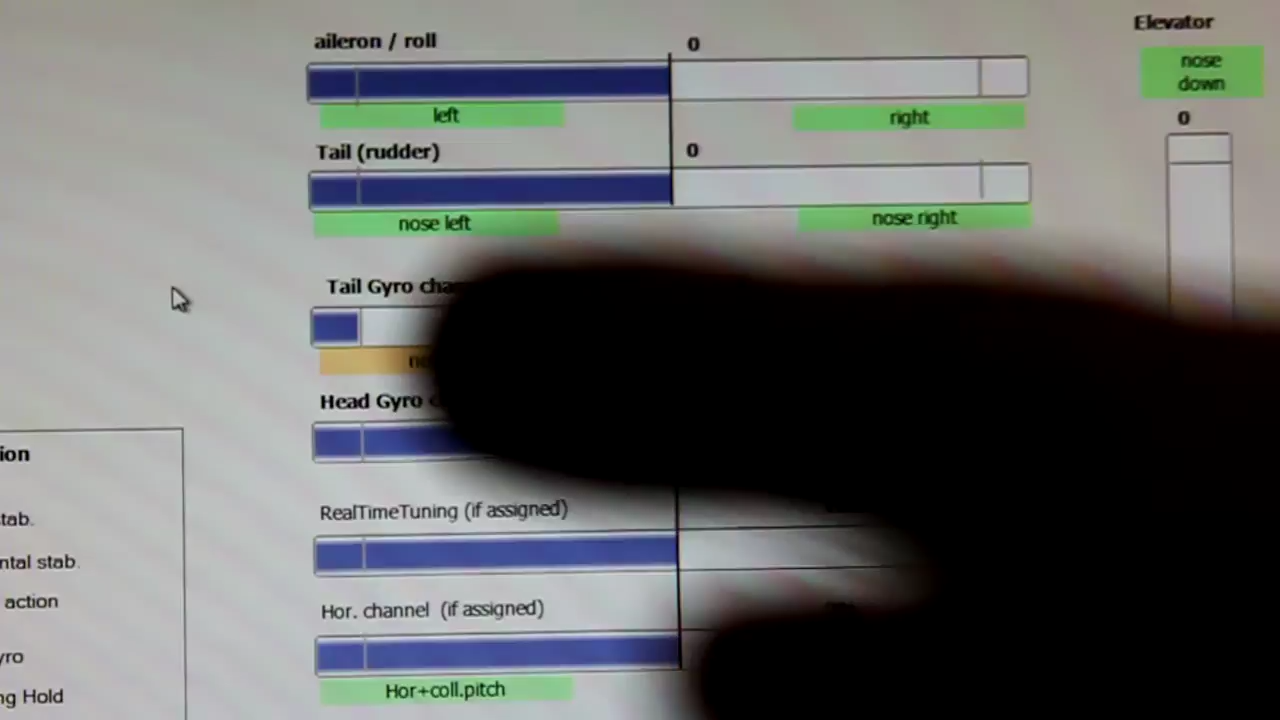 aileron / roll
0
Elevator
nose
down
left
right
0
Tail (rudder)
0
nose left
nose right
Tail Gyro
Head Gyro
ion
RealTimeTuning (if assigned)
tab.
ntal stab.
action
Hor. channel (if assigned)
yro
ng Hold
Hor+coll.pitch